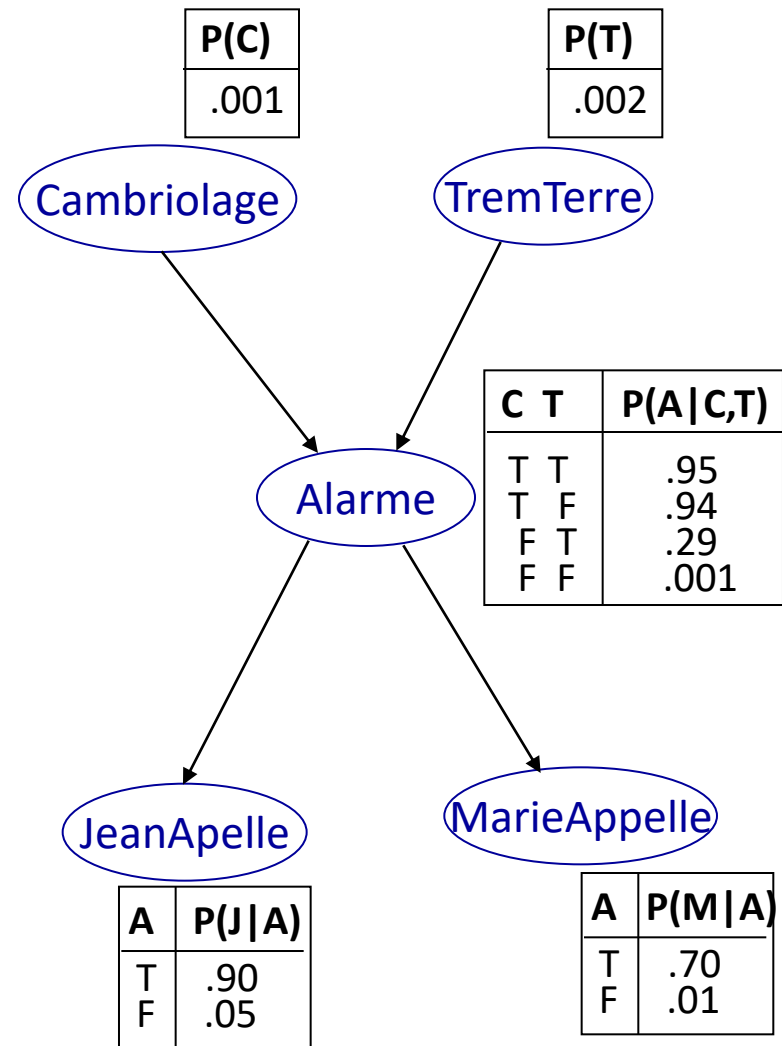 P(C)
.001
P(T)
.002
Cambriolage
TremTerre
C T P(A|C,T)
T T .95
T F .94
F T .29
F F .001
Alarme
JeanApelle
MarieAppelle
A P(J|A)
T .90
F .05
A P(M|A)
T .70
F .01